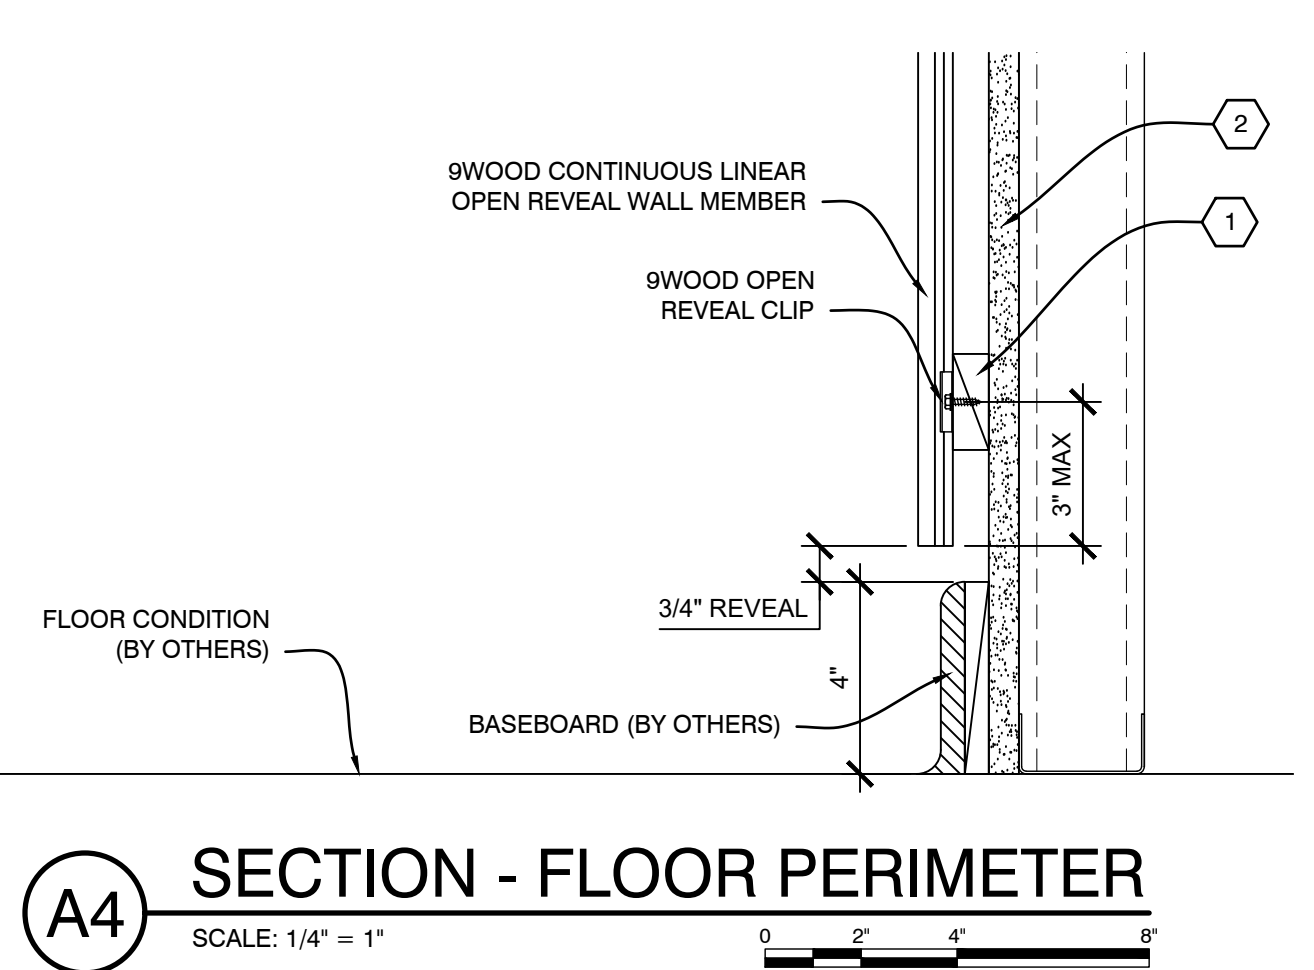 2
9WOOD CONTINUOUS LINEAR
OPEN REVEAL WALL MEMBER
1
9WOOD OPEN
REVEAL CLIP
3" MAX
3/4" REVEAL
FLOOR CONDITION
(BY OTHERS)
4"
BASEBOARD (BY OTHERS)
A4
SECTION - FLOOR PERIMETER
SCALE: 1/4" = 1"
0 2" 4" 8"